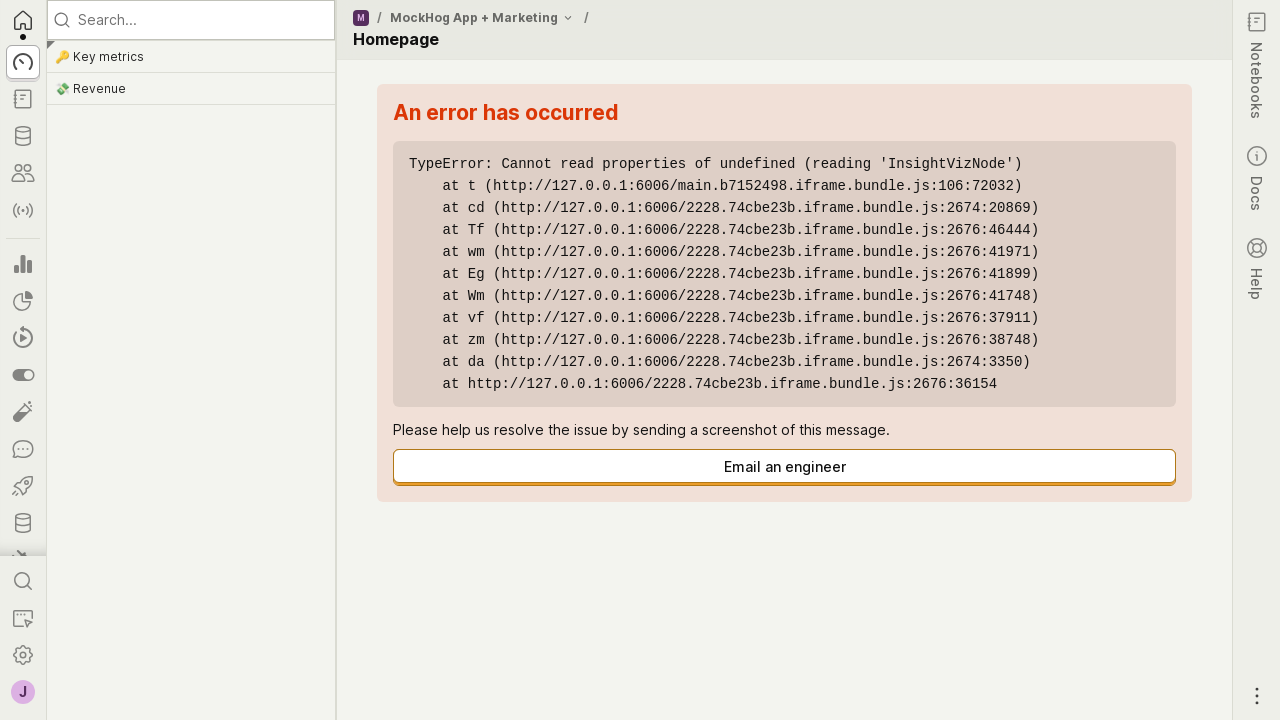 Search...
🔑 Key metrics
💸 Revenue
J
M / MockHog App + Marketing /
Homepage
An error has occurred
TypeError: Cannot read properties of undefined (reading 'InsightVizNode')
    at t (http://127.0.0.1:6006/main.b7152498.iframe.bundle.js:106:72032)
    at cd (http://127.0.0.1:6006/2228.74cbe23b.iframe.bundle.js:2674:20869)
    at Tf (http://127.0.0.1:6006/2228.74cbe23b.iframe.bundle.js:2676:46444)
    at wm (http://127.0.0.1:6006/2228.74cbe23b.iframe.bundle.js:2676:41971)
    at Eg (http://127.0.0.1:6006/2228.74cbe23b.iframe.bundle.js:2676:41899)
    at Wm (http://127.0.0.1:6006/2228.74cbe23b.iframe.bundle.js:2676:41748)
    at vf (http://127.0.0.1:6006/2228.74cbe23b.iframe.bundle.js:2676:37911)
    at zm (http://127.0.0.1:6006/2228.74cbe23b.iframe.bundle.js:2676:38748)
    at da (http://127.0.0.1:6006/2228.74cbe23b.iframe.bundle.js:2674:3350)
    at http://127.0.0.1:6006/2228.74cbe23b.iframe.bundle.js:2676:36154
Please help us resolve the issue by sending a screenshot of this message.
Email an engineer
Notebooks
Docs
Help